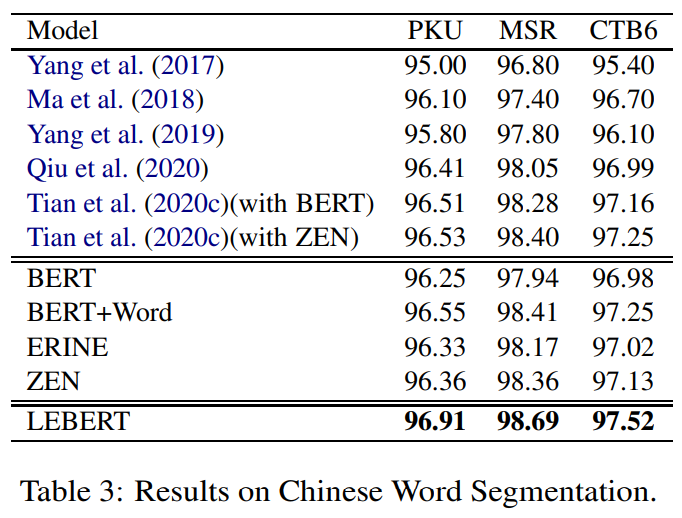 Model PKU MSR CTB6
Yang et al. (2017) 95.00 96.80 95.40
Ma et al. (2018) 96.10 97.40 96.70
Yang et al. (2019) 95.80 97.80 96.10
Qiu et al. (2020) 96.41 98.05 96.99
Tian et al. (2020c)(with BERT) 96.51 98.28 97.16
Tian et al. (2020c)(with ZEN) 96.53 98.40 97.25
BERT 96.25 97.94 96.98
BERT+Word 96.55 98.41 97.25
ERINE 96.33 98.17 97.02
ZEN 96.36 98.36 97.13
LEBERT 96.91 98.69 97.52
Table 3: Results on Chinese Word Segmentation.